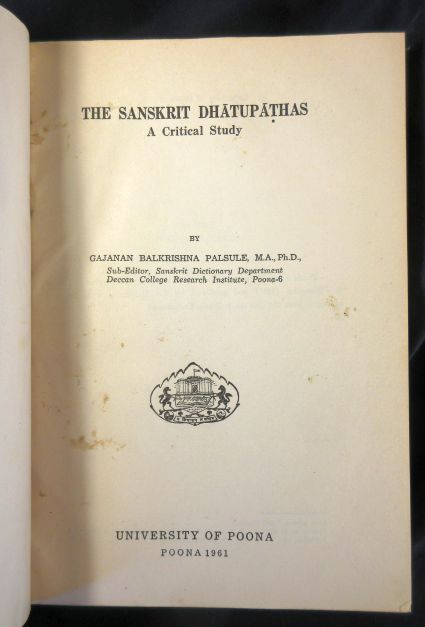 THE SANSKRIT DHĀTUPĀṬHAS
A Critical Study
BY
GAJANAN BALKRISHNA PALSULE, M.A., Ph.D.,
Sub-Editor, Sanskrit Dictionary Department
Deccan College Research Institute, Poona-6
UNIVERSITY OF POONA
POONA 1961